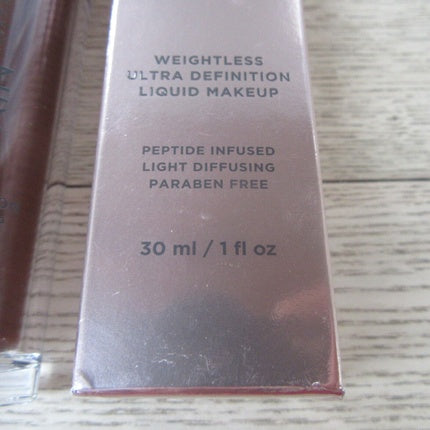 WEIGHTLESS
ULTRA DEFINITION
LIQUID MAKEUP
PEPTIDE INFUSED
LIGHT DIFFUSING
PARABEN FREE
30 ml / 1 fl oz